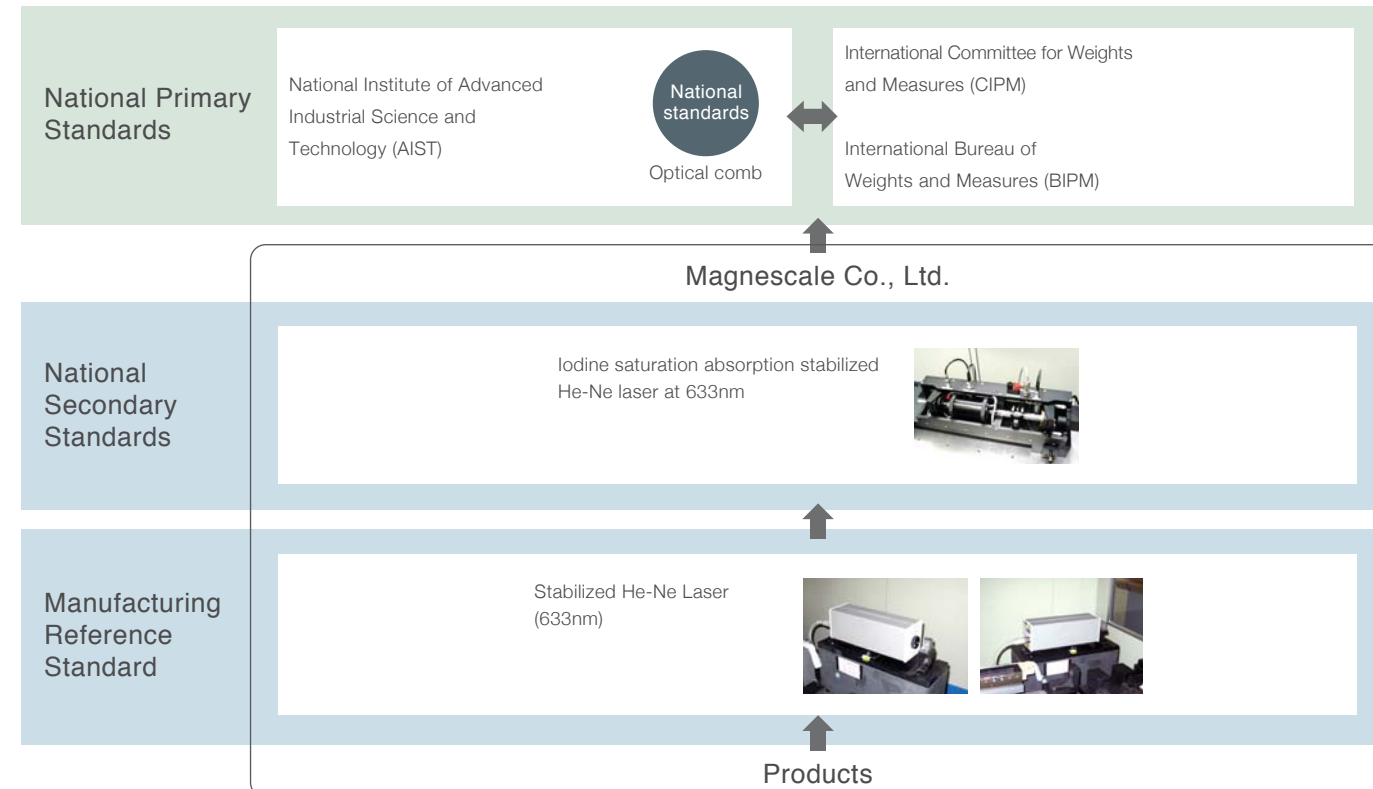 National Primary
Standards
National Institute of Advanced
Industrial Science and
Technology (AIST)
National
standards
Optical comb
International Committee for Weights
and Measures (CIPM)
International Bureau of
Weights and Measures (BIPM)
Magnescale Co., Ltd.
National
Secondary
Standards
Iodine saturation absorption stabilized
He-Ne laser at 633nm
Manufacturing
Reference
Standard
Stabilized He-Ne Laser
(633nm)
Products